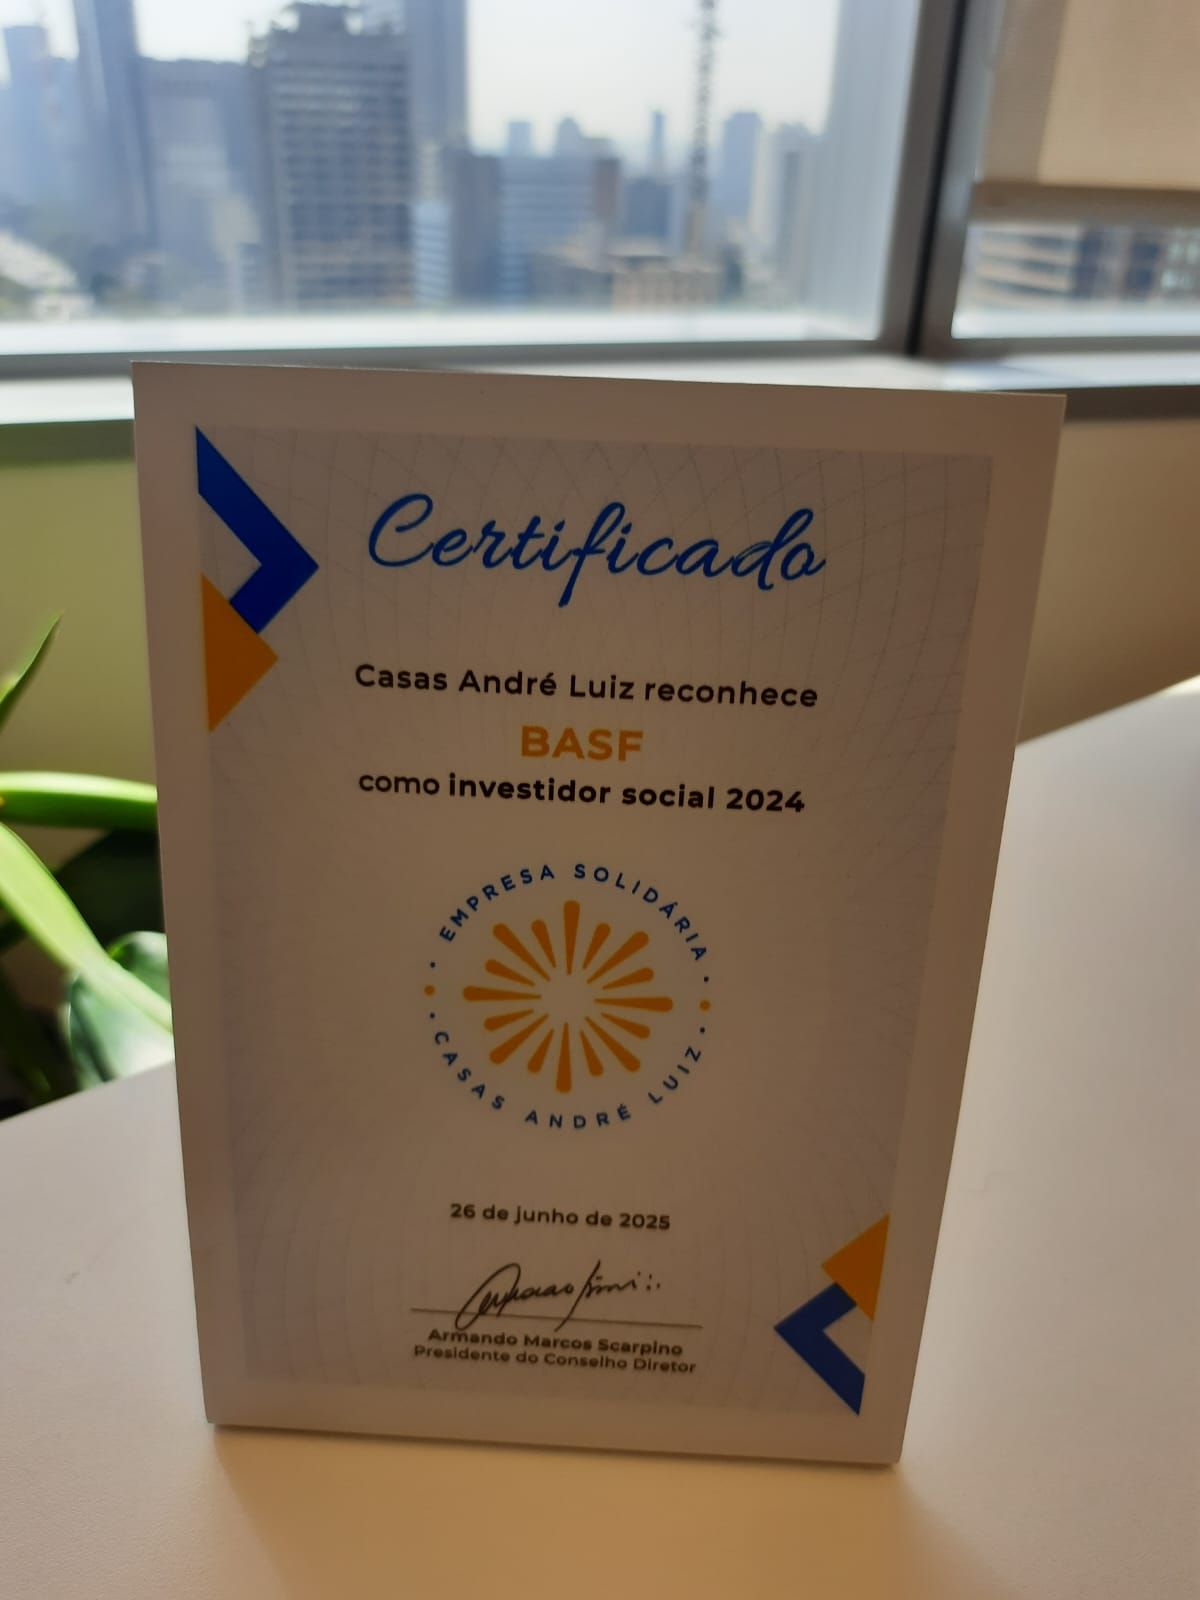 Certificado
Casas André Luiz reconhece
BASF
como investidor social 2024
EMPRESA SOLIDÁRIA
CASAS ANDRÉ LUIZ
26 de junho de 2025
Armando Marcos Scarpino
Presidente do Conselho Diretor